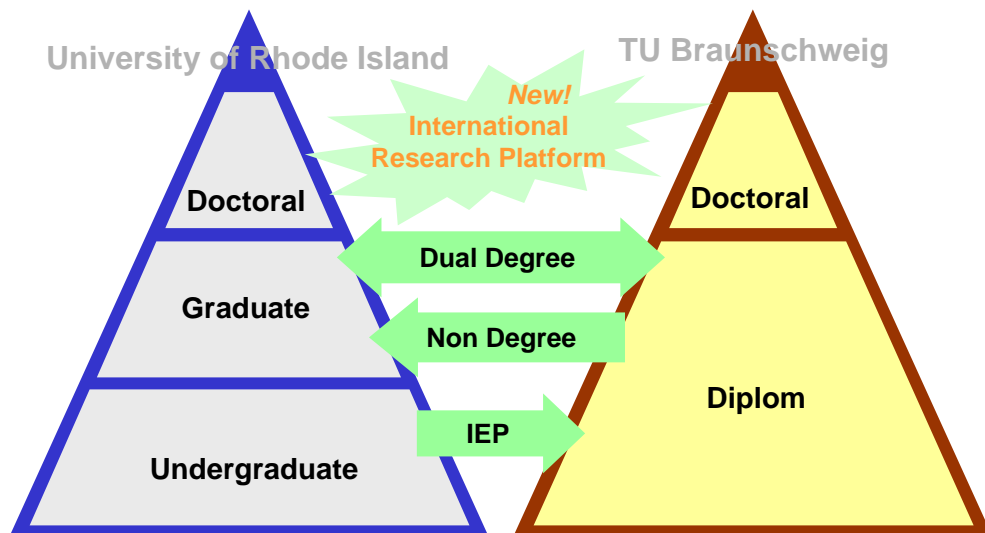 University of Rhode Island
TU Braunschweig
New!
International
Research Platform
Doctoral
Doctoral
Dual Degree
Graduate
Non Degree
Diplom
IEP
Undergraduate